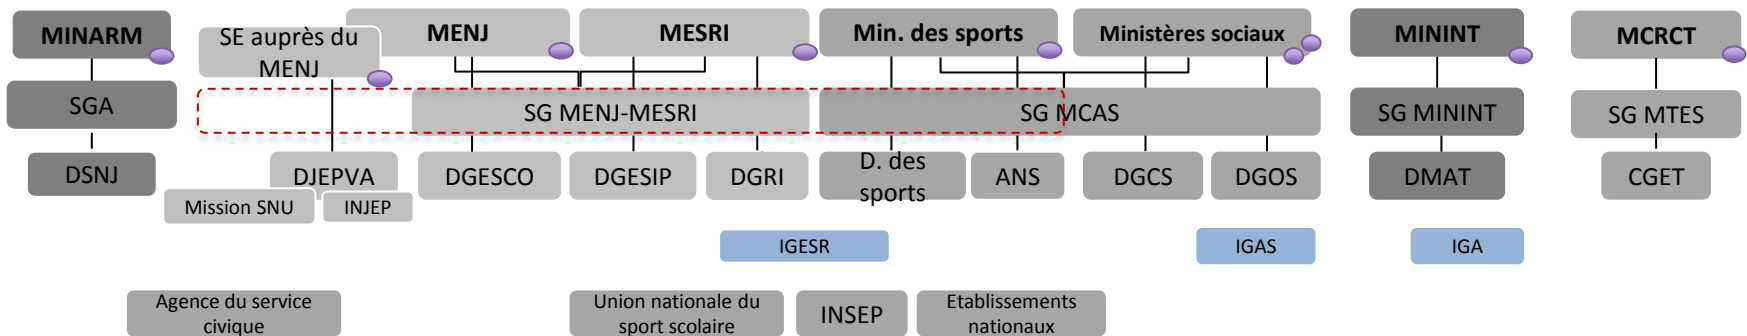 MINARM
SE auprès du
MENJ
MENJ
MESRI
Min. des sports
Ministères sociaux
MININT
MCRCT
SGA
SG MENJ-MESRI
SG MCAS
SG MININT
SG MTES
DSNJ
DJEPVA
DGESCO
DGESIP
DGRI
D. des
sports
ANS
DGCS
DGOS
DMAT
CGET
Mission SNU
INJEP
IGESR
IGAS
IGA
Agence du service
civique
Union nationale du
sport scolaire
INSEP
Etablissements
nationaux